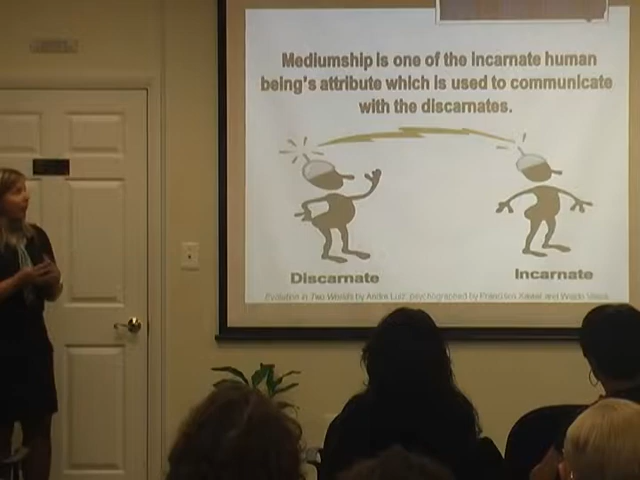 Mediumship is one of the incarnate human
being's attribute which is used to communicate
with the discarnates.
Discarnate
Incarnate
Evolution in Two Worlds by André Luiz, psychographed by Francisco Xavier and Waldo Vieira